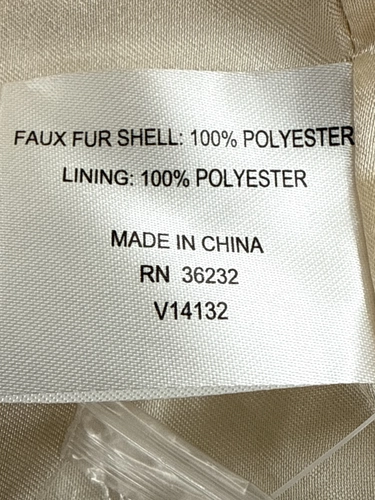 FAUX FUR SHELL: 100% POLYESTER
LINING: 100% POLYESTER
MADE IN CHINA
RN 36232
V14132